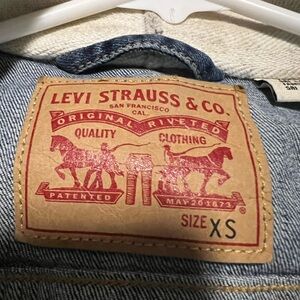 LEVI STRAUSS & CO.
SAN FRANCISCO
CAL.
ORIGINAL RIVETED
QUALITY CLOTHING
PATENTED MAY 20 1873
SIZE XS